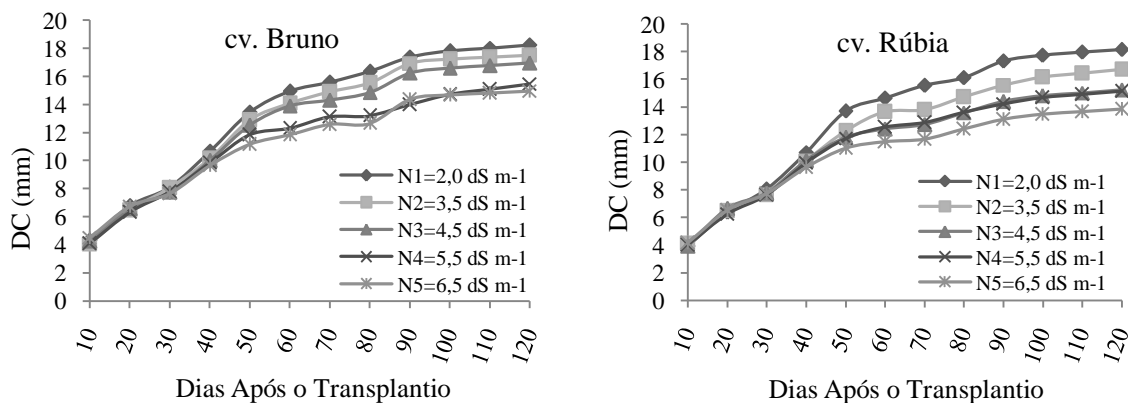 cv. Bruno
DC (mm)
20
18
16
14
12
10
8
6
4
2
0
N1=2,0 dS m-1
N2=3,5 dS m-1
N3=4,5 dS m-1
N4=5,5 dS m-1
N5=6,5 dS m-1
10 20 30 40 50 60 70 80 90 100 110 120
Dias Após o Transplantio
cv. Rúbia
DC (mm)
20
18
16
14
12
10
8
6
4
2
0
N1=2,0 dS m-1
N2=3,5 dS m-1
N3=4,5 dS m-1
N4=5,5 dS m-1
N5=6,5 dS m-1
10 20 30 40 50 60 70 80 90 100 110 120
Dias Após o Transplantio